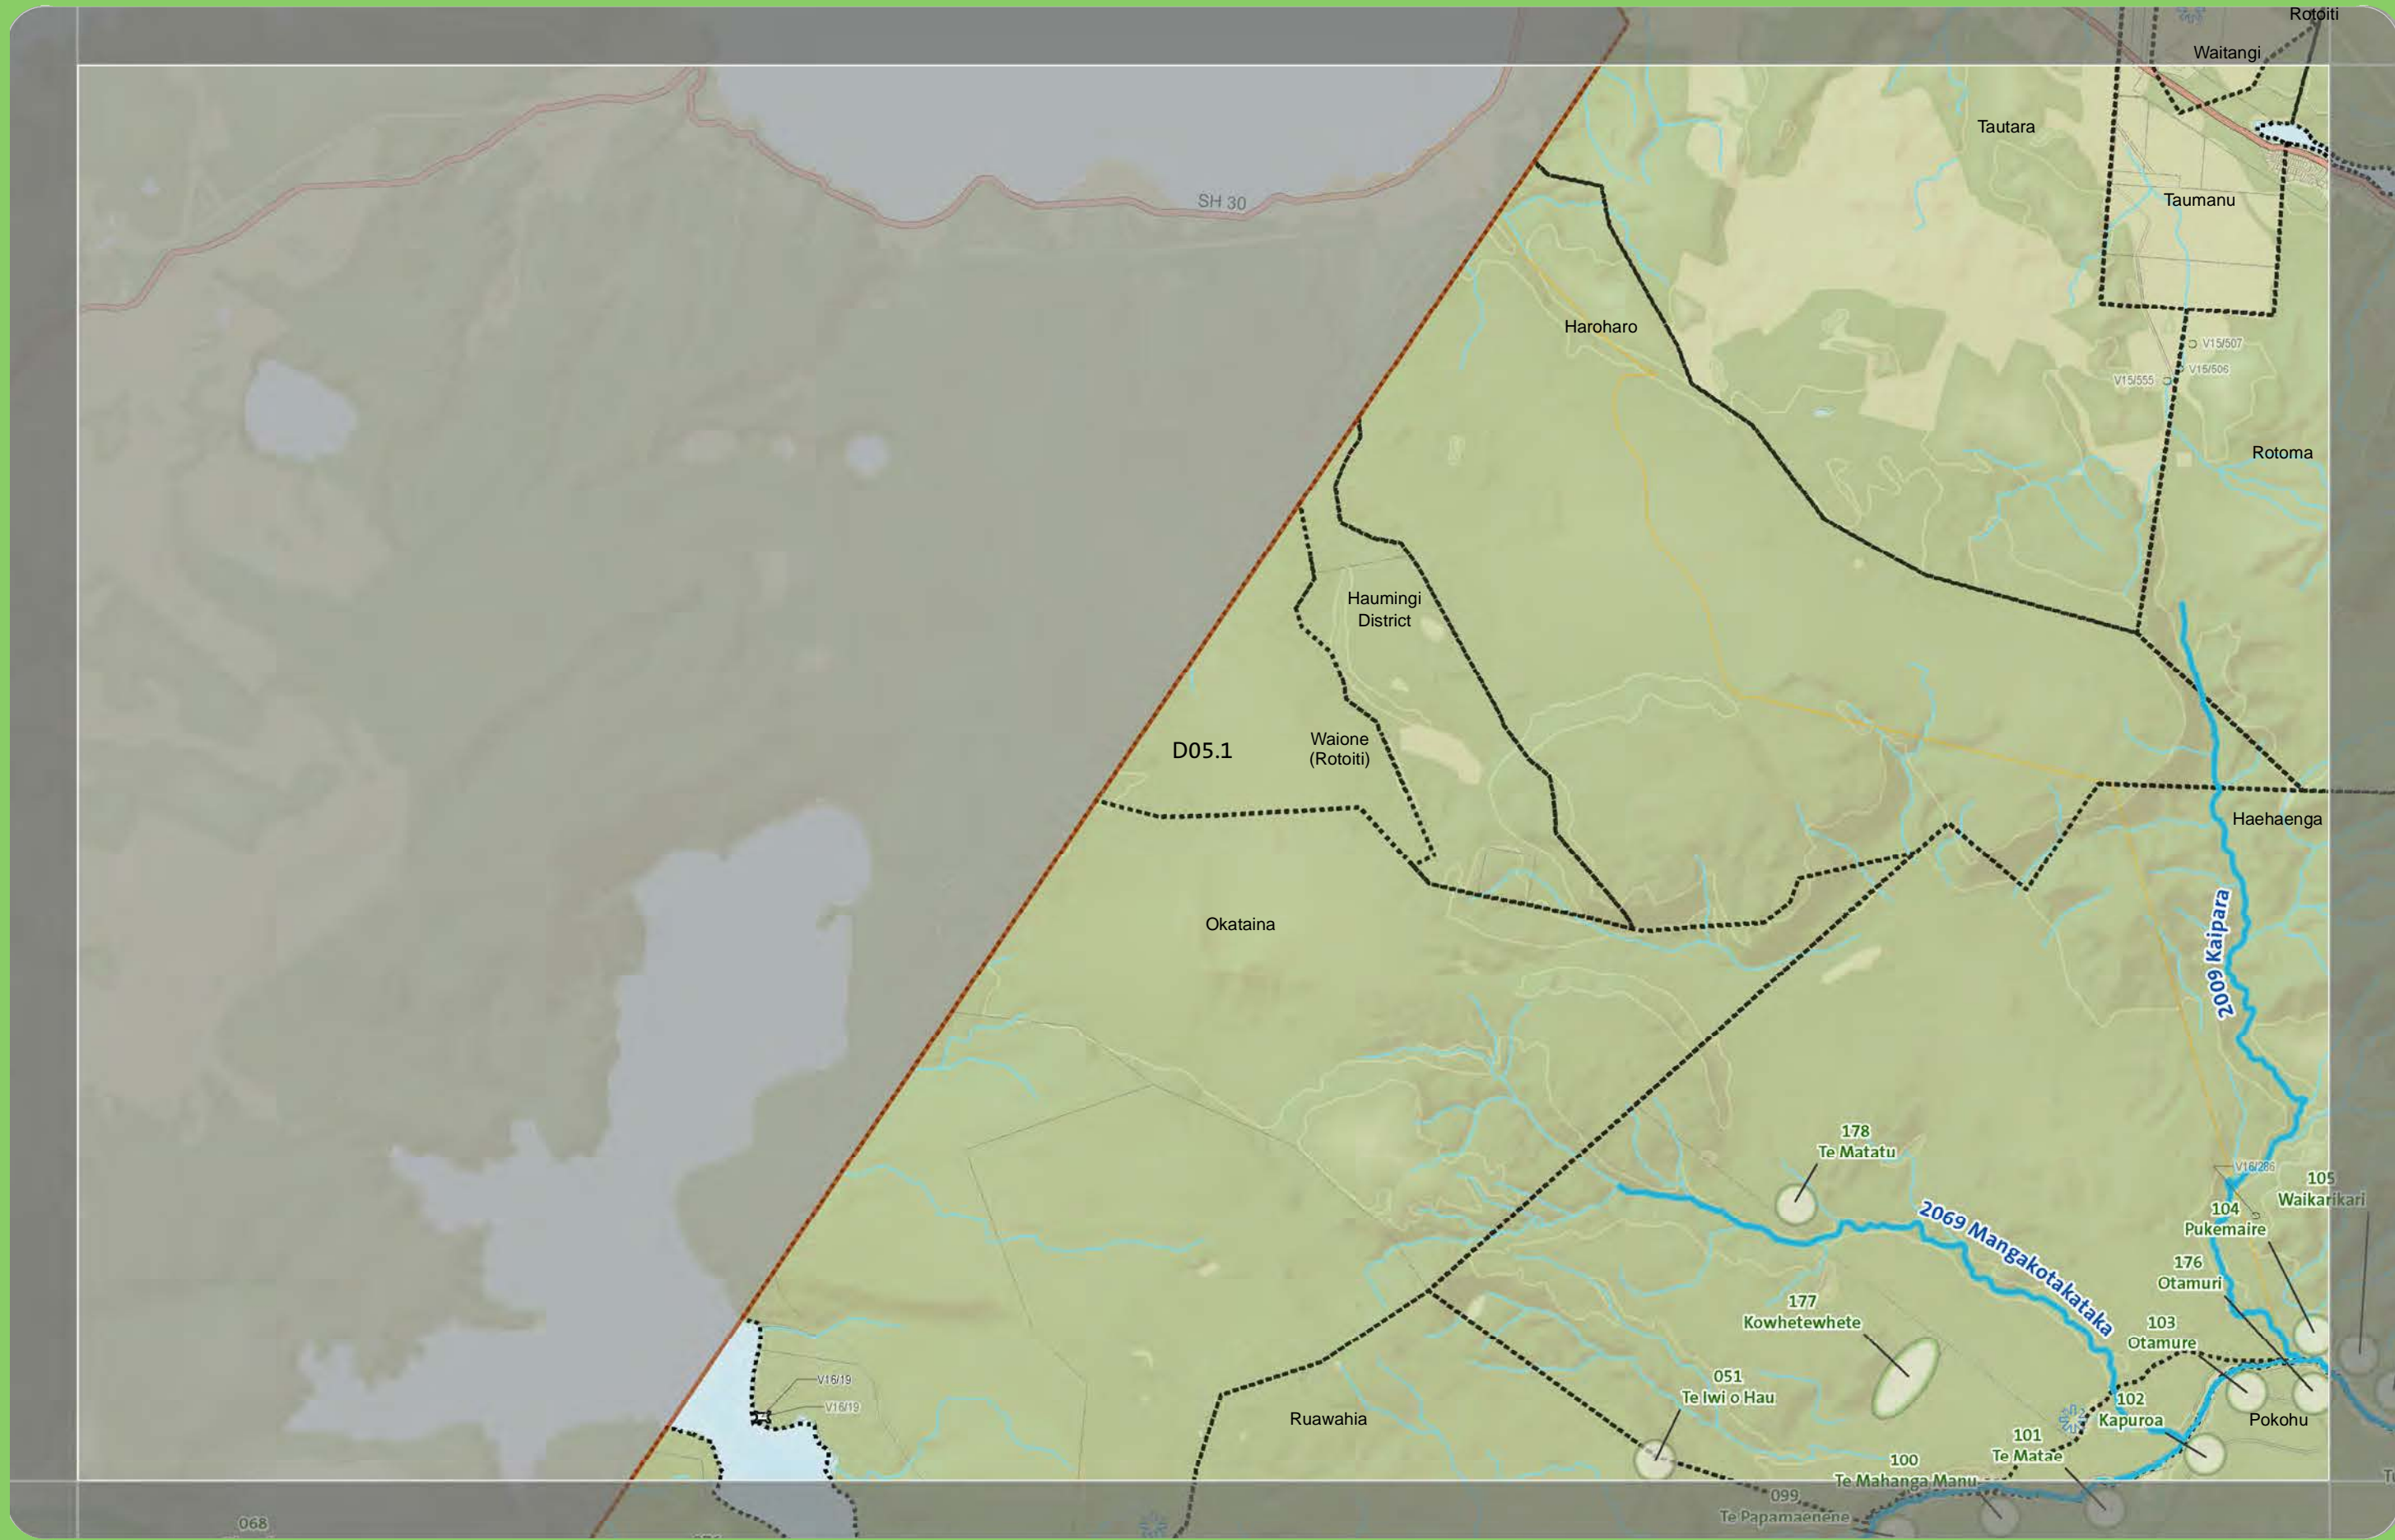 Rotoiti
Waitangi
Tautara
SH 30
Taumanu
Haroharo
V15/507
V15/506
V15/555
Rotoma
Haumingi
District
Waione
(Rotoiti)
D05.1
Haehaenga
Okataina
2009 Kaipara
178
Te Matatu
V16/286
105
Waikarikari
104
Pukemaire
2069 Mangakotakataka
176
Otamuri
177
Kowhetewhete
103
Otamure
051
Te Iwi o Hau
V16/19
V16/19
102
Kapuroa
Pokohu
Ruawahia
101
Te Matae
100
Te Mahanga Manu
099
Te Papamaenene
068